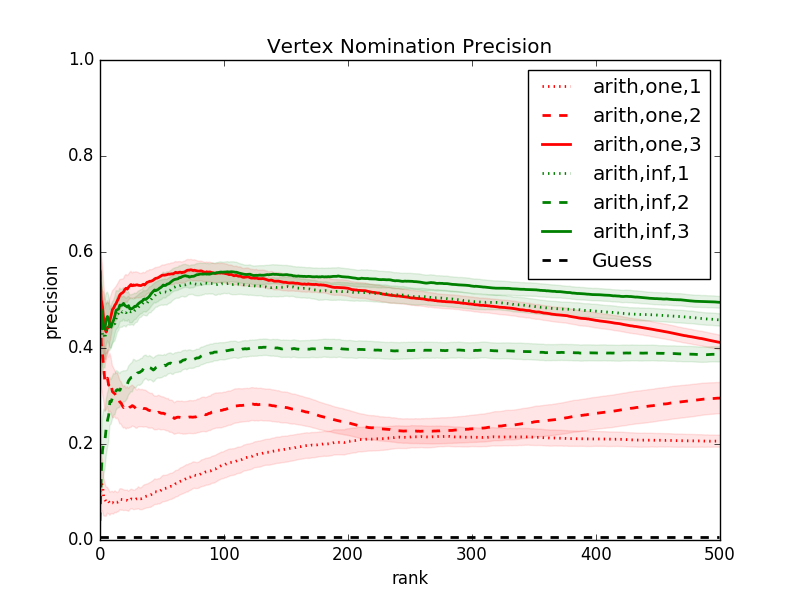 Vertex Nomination Precision
1.0
0.8
0.6
0.4
0.2
0.0
precision
arith,one,1
arith,one,2
arith,one,3
arith,inf,1
arith,inf,2
arith,inf,3
Guess
0 100 200 300 400 500
rank